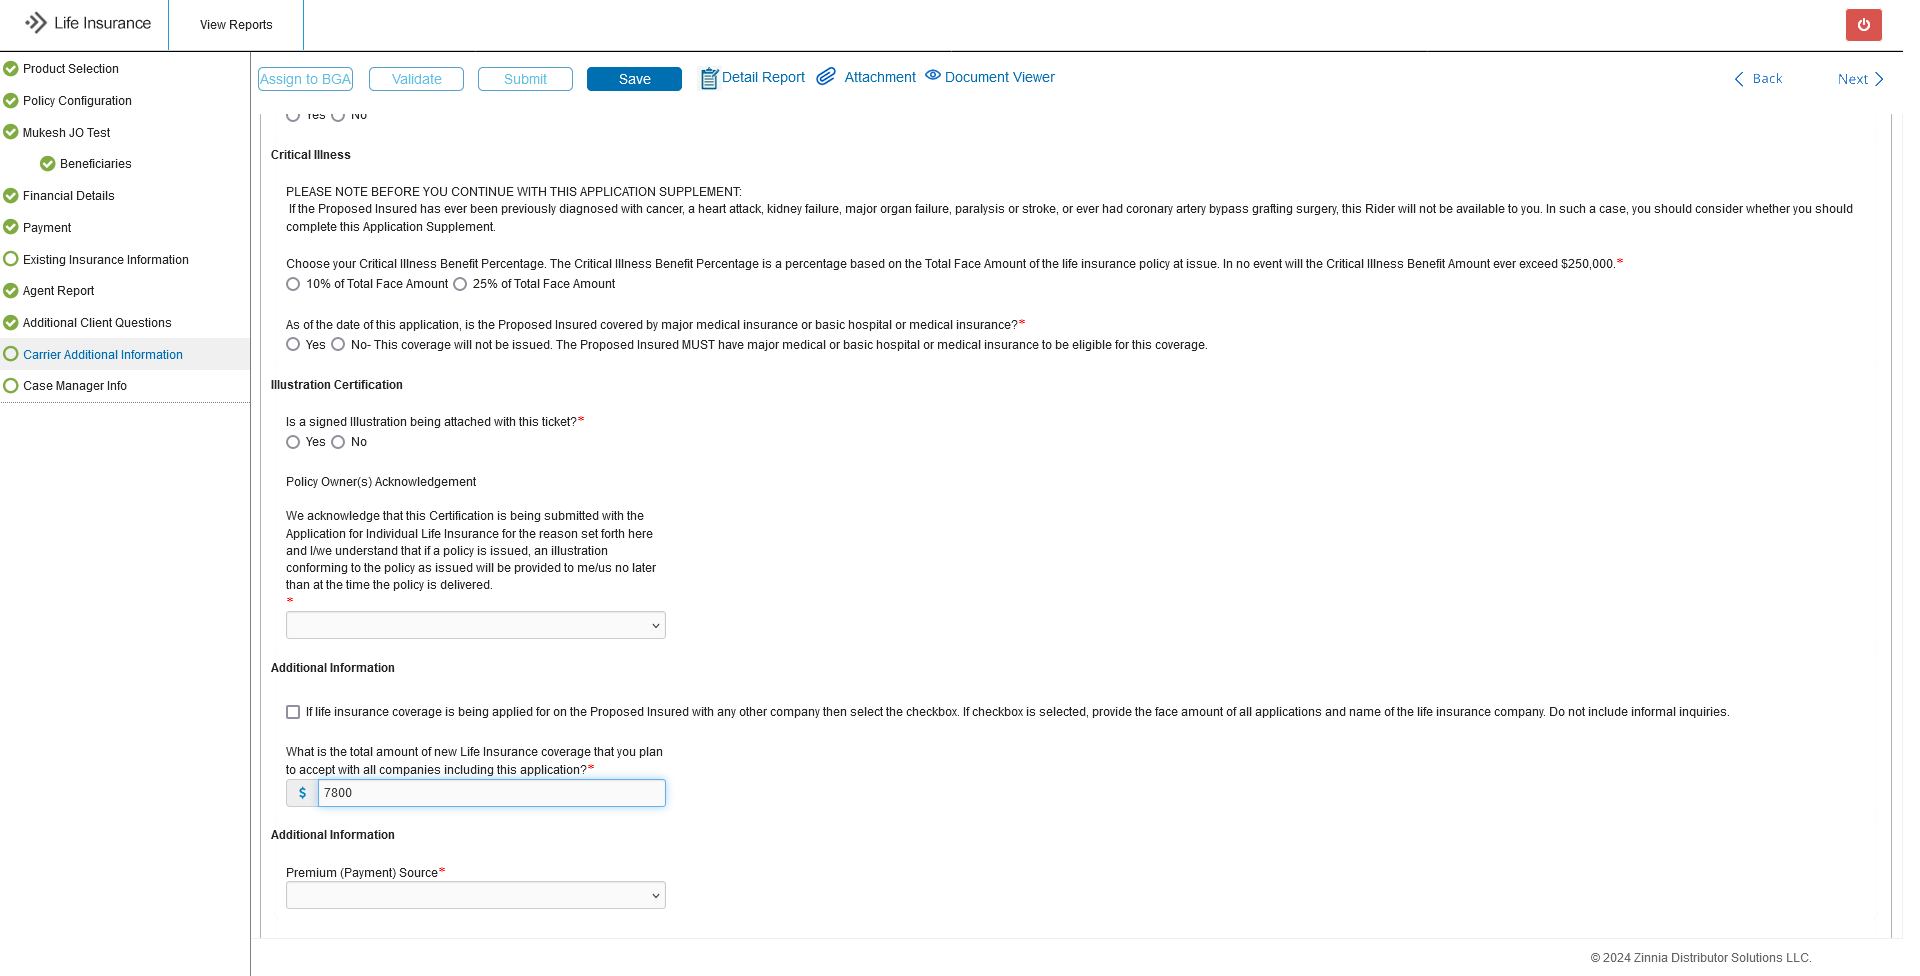 Life Insurance
View Reports
Product Selection
Policy Configuration
Mukesh JO Test
Beneficiaries
Financial Details
Payment
Existing Insurance Information
Agent Report
Additional Client Questions
Carrier Additional Information
Case Manager Info
Assign to BGA
Validate
Submit
Save
Detail Report
Attachment
Document Viewer
Back
Next
Yes No
Critical Illness
PLEASE NOTE BEFORE YOU CONTINUE WITH THIS APPLICATION SUPPLEMENT:
If the Proposed Insured has ever been previously diagnosed with cancer, a heart attack, kidney failure, major organ failure, paralysis or stroke, or ever had coronary artery bypass grafting surgery, this Rider will not be available to you. In such a case, you should consider whether you should
complete this Application Supplement.
Choose your Critical Illness Benefit Percentage. The Critical Illness Benefit Percentage is a percentage based on the Total Face Amount of the life insurance policy at issue. In no event will the Critical Illness Benefit Amount ever exceed $250,000.*
10% of Total Face Amount 25% of Total Face Amount
As of the date of this application, is the Proposed Insured covered by major medical insurance or basic hospital or medical insurance?*
Yes No- This coverage will not be issued. The Proposed Insured MUST have major medical or basic hospital or medical insurance to be eligible for this coverage.
Illustration Certification
Is a signed Illustration being attached with this ticket?*
Yes No
Policy Owner(s) Acknowledgement
We acknowledge that this Certification is being submitted with the
Application for Individual Life Insurance for the reason set forth here
and I/we understand that if a policy is issued, an illustration
conforming to the policy as issued will be provided to me/us no later
than at the time the policy is delivered.
*
Additional Information
If life insurance coverage is being applied for on the Proposed Insured with any other company then select the checkbox. If checkbox is selected, provide the face amount of all applications and name of the life insurance company. Do not include informal inquiries.
What is the total amount of new Life Insurance coverage that you plan
to accept with all companies including this application?*
$ 7800
Additional Information
Premium (Payment) Source*
© 2024 Zinnia Distributor Solutions LLC.